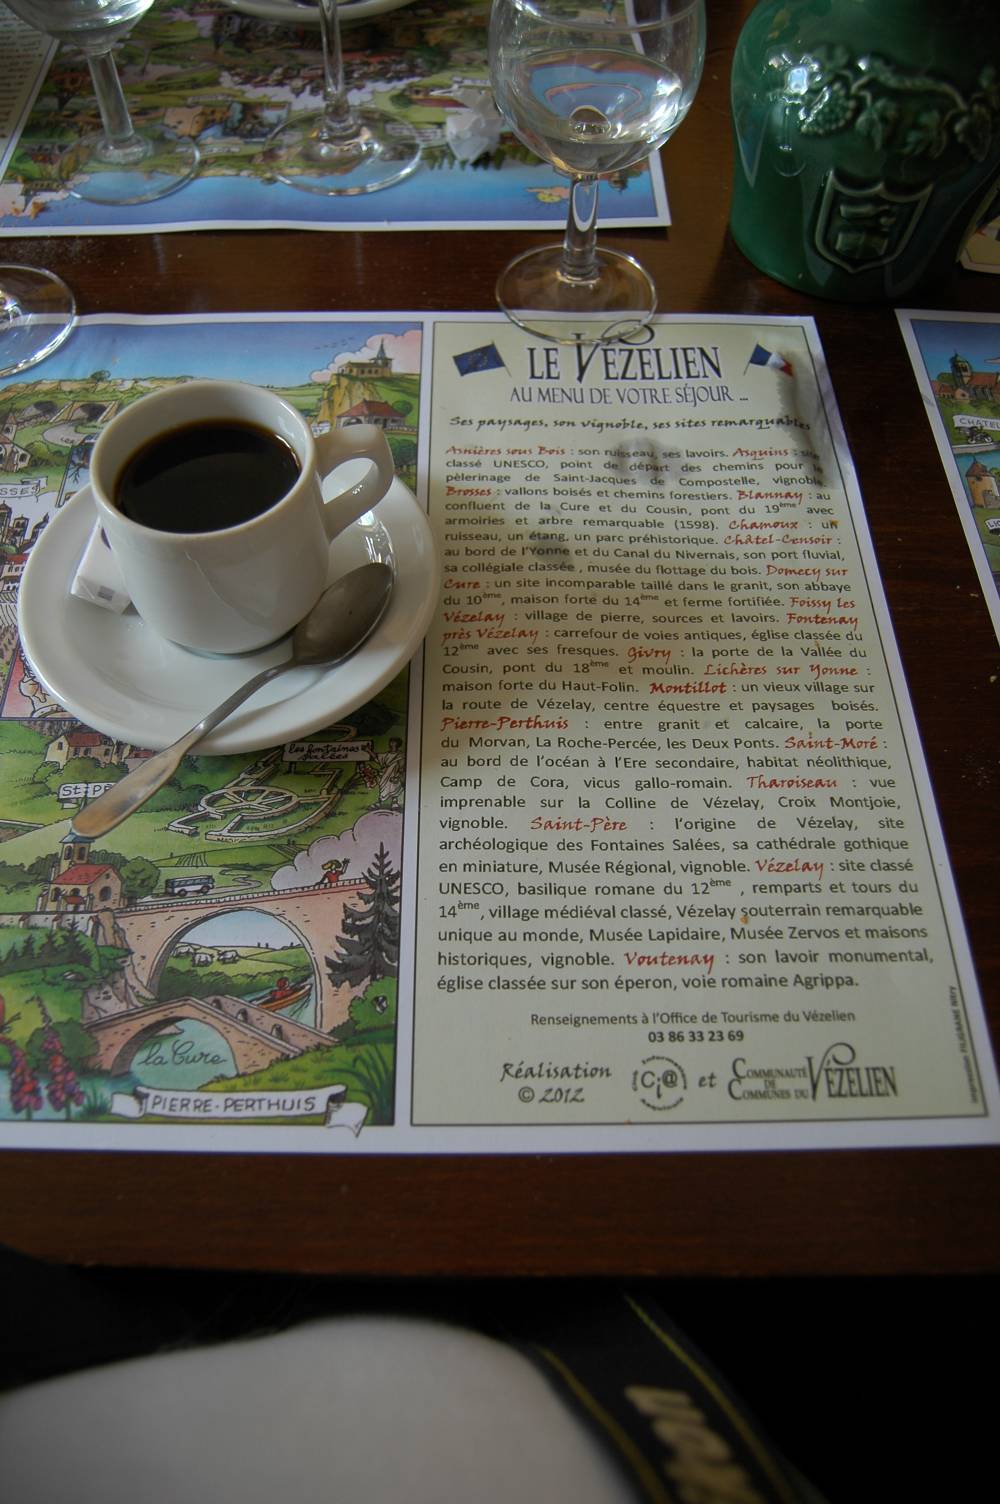 LE VÉZELIEN
AU MENU DE VOTRE SÉJOUR ...
Ses paysages, son vignoble, ses sites remarquables
Asnières sous Bois : son ruisseau, ses lavoirs. Asquins : site
classé UNESCO, point de départ des chemins pour le
pèlerinage de Saint-Jacques de Compostelle, vignoble
Brosses : vallons boisés et chemins forestiers. Blannay : au
confluent de la Cure et du Cousin, pont du 19ème avec
armoiries et arbre remarquable (1598). Chamoux : un
ruisseau, un étang, un parc préhistorique. Châtel-Censoir :
au bord de l'Yonne et du Canal du Nivernais, son port fluvial,
sa collégiale classée , musée du flottage du bois. Domecy sur
Cure : un site incomparable taillé dans le granit, son abbaye
du 10ème, maison forte du 14ème et ferme fortifiée. Foissy les
Vézelay : village de pierre, sources et lavoirs. Fontenay
près Vézelay : carrefour de voies antiques, église classée du
12ème avec ses fresques. Givry : la porte de la Vallée du
Cousin, pont du 18ème et moulin. Lichères sur Yonne :
maison forte du Haut-Folin. Montillot : un vieux village sur
la route de Vézelay, centre équestre et paysages boisés.
Pierre-Perthuis : entre granit et calcaire, la porte
du Morvan, La Roche-Percée, les Deux Ponts. Saint-Moré :
au bord de l'océan à l'Ere secondaire, habitat néolithique,
Camp de Cora, vicus gallo-romain. Tharoiseau : vue
imprenable sur la Colline de Vézelay, Croix Montjoie,
vignoble. Saint-Père : l'origine de Vézelay, site
archéologique des Fontaines Salées, sa cathédrale gothique
en miniature, Musée Régional, vignoble. Vézelay : site classé
UNESCO, basilique romane du 12ème , remparts et tours du
14ème, village médiéval classé, Vézelay souterrain remarquable
unique au monde, Musée Lapidaire, Musée Zervos et maisons
historiques, vignoble. Voutenay : son lavoir monumental,
église classée sur son éperon, voie romaine Agrippa.
Renseignements à l'Office de Tourisme du Vézelien
03 86 33 23 69
Réalisation
© 2012
Ci@
et
COMMUNAUTÉ
DE
COMMUNES DU VÉZELIEN
Impression FILIGRANE Nitry
les fontaines
salées
ST-PÈ
la Cure
PIERRE-PERTHUIS
SSES
CHATEL